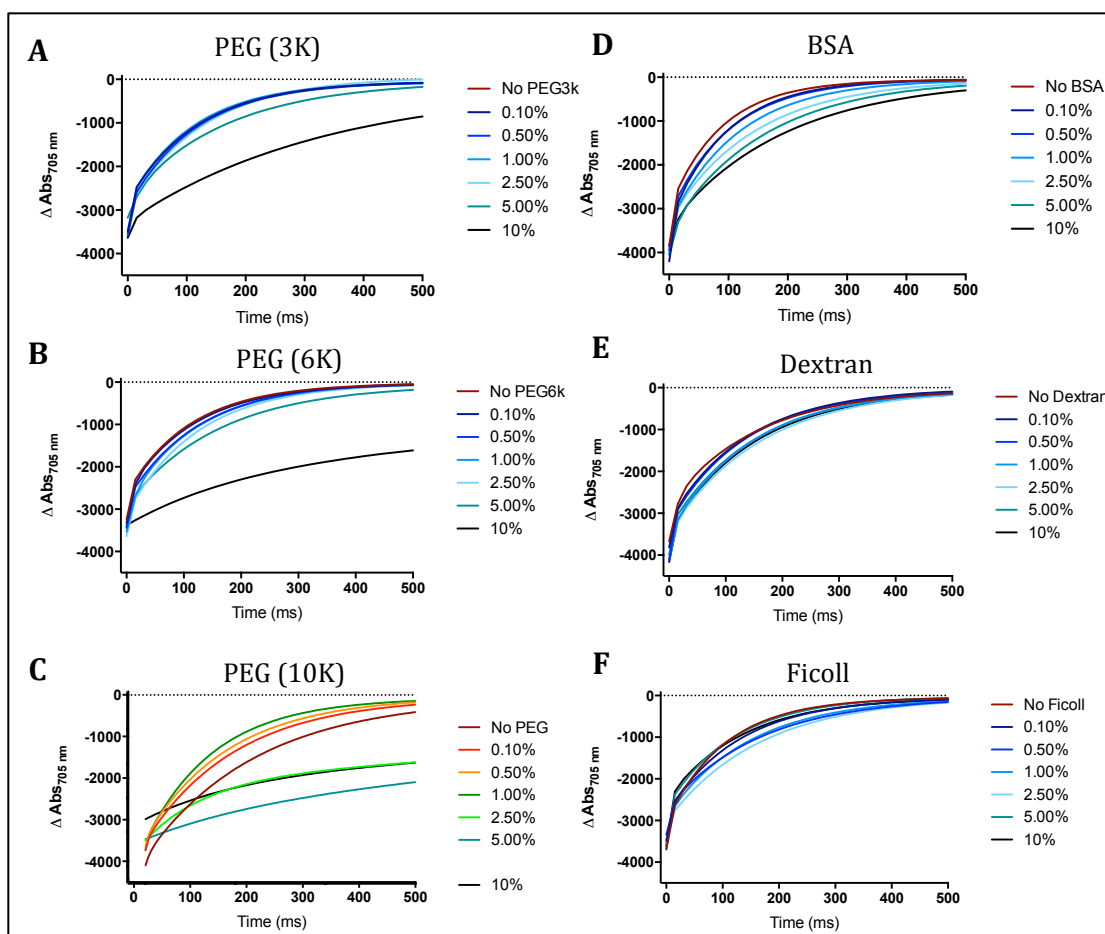 A
PEG (3K)
0
-1000
-2000
-3000
-4000
Δ Abs705 nm
0 100 200 300 400 500
Time (ms)
No PEG3k
0.10%
0.50%
1.00%
2.50%
5.00%
10%
B
PEG (6K)
0
-1000
-2000
-3000
-4000
Δ Abs705 nm
0 100 200 300 400 500
Time (ms)
No PEG6k
0.10%
0.50%
1.00%
2.50%
5.00%
10%
C
PEG (10K)
0
-1000
-2000
-3000
-4000
Δ Abs705 nm
0 100 200 300 400 500
Time (ms)
No PEG
0.10%
0.50%
1.00%
2.50%
5.00%
10%
D
BSA
0
-1000
-2000
-3000
-4000
Δ Abs705 nm
0 100 200 300 400 500
Time (ms)
No BSA
0.10%
0.50%
1.00%
2.50%
5.00%
10%
E
Dextran
0
-1000
-2000
-3000
-4000
Δ Abs705 nm
0 100 200 300 400 500
Time (ms)
No Dextran
0.10%
0.50%
1.00%
2.50%
5.00%
10%
F
Ficoll
0
-1000
-2000
-3000
-4000
Δ Abs705 nm
0 100 200 300 400 500
Time (ms)
No Ficoll
0.10%
0.50%
1.00%
2.50%
5.00%
10%